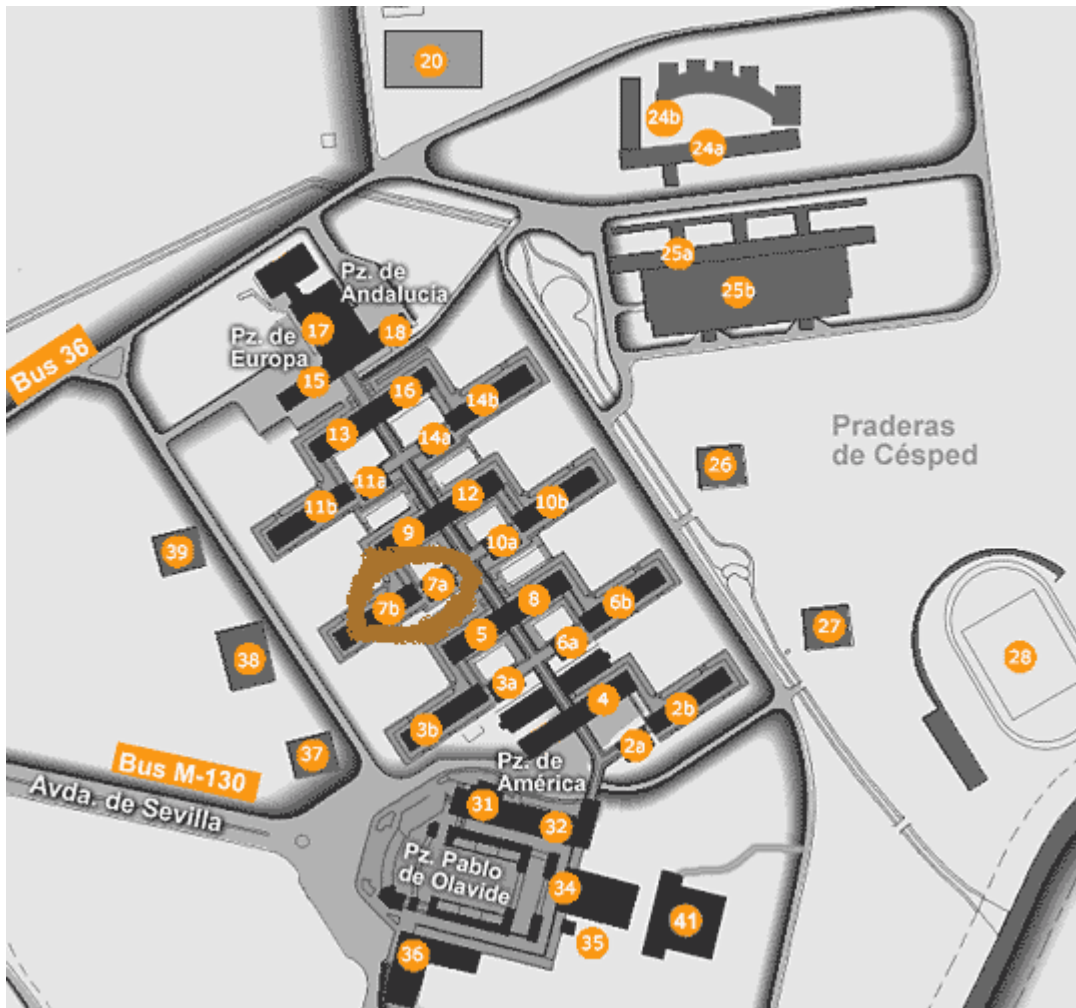 20
24b
24a
25a
25b
Pz. de
Andalucía
17
18
Pz. de
Europa
Bus 36
15
16
14b
13
14a
Praderas
de Césped
26
11a
12
11b
10b
9
10a
39
7a
7b
8
6b
5
6a
27
38
28
3a
4
3b
2b
2a
37
Bus M-130
Pz. de
América
Avda. de Sevilla
31
32
Pz. Pablo
de Olavide
34
41
35
36